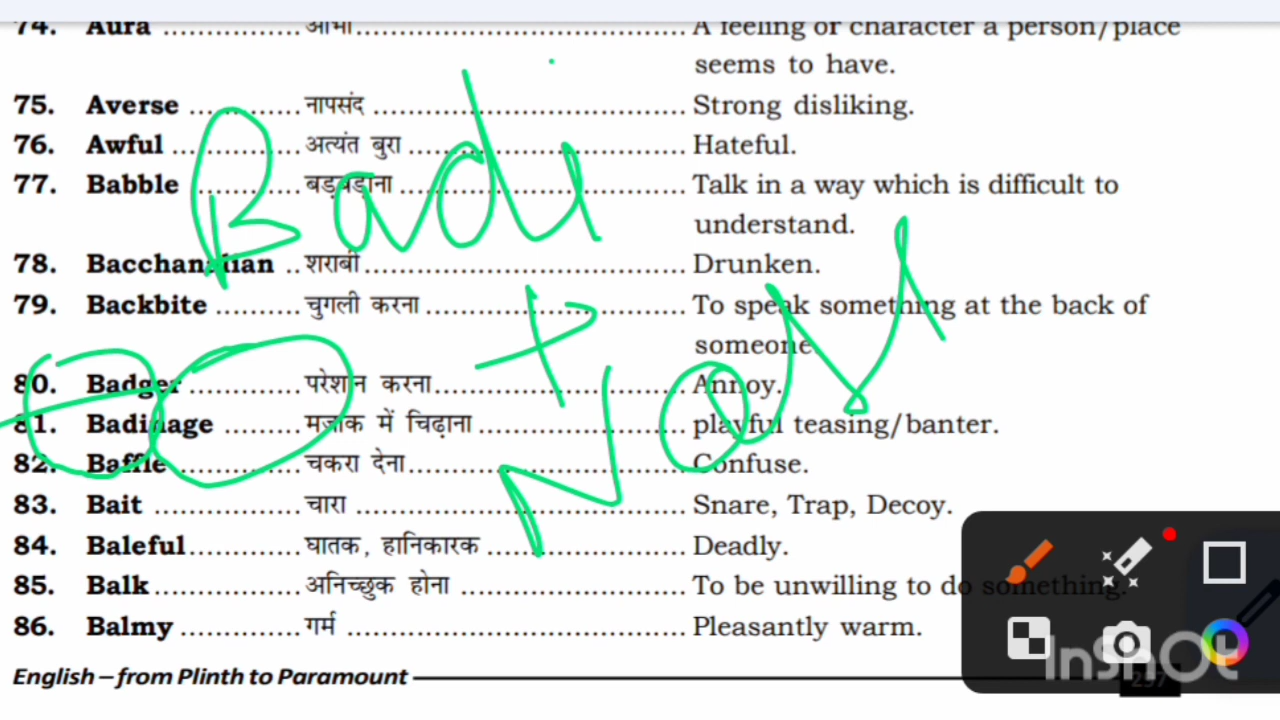 74. Aura ................ आभा...................................... A feeling or character a person/place
seems to have.
75. Averse ............. नापसंद .................................... Strong disliking.
76. Awful ............... अत्यंत बुरा ................................. Hateful.
77. Babble ............. बड़बड़ाना .................................. Talk in a way which is difficult to
understand.
78. Bacchanalian .. शराबी ..................................... Drunken.
79. Backbite .......... चुगली करना .............................. To speak something at the back of
someone.
80. Badger ............. परेशान करना ............................. Annoy.
81. Badinage ......... मजाक में चिढ़ाना ........................ playful teasing/banter.
82. Baffle ............... चकरा देना................................ Confuse.
83. Bait .................. चारा ...................................... Snare, Trap, Decoy.
84. Baleful.............. घातक, हानिकारक ....................... Deadly.
85. Balk .................. अनिच्छुक होना .......................... To be unwilling to do something.
86. Balmy .............. गर्म ....................................... Pleasantly warm.
Badi
+
English – from Plinth to Paramount
InShOt